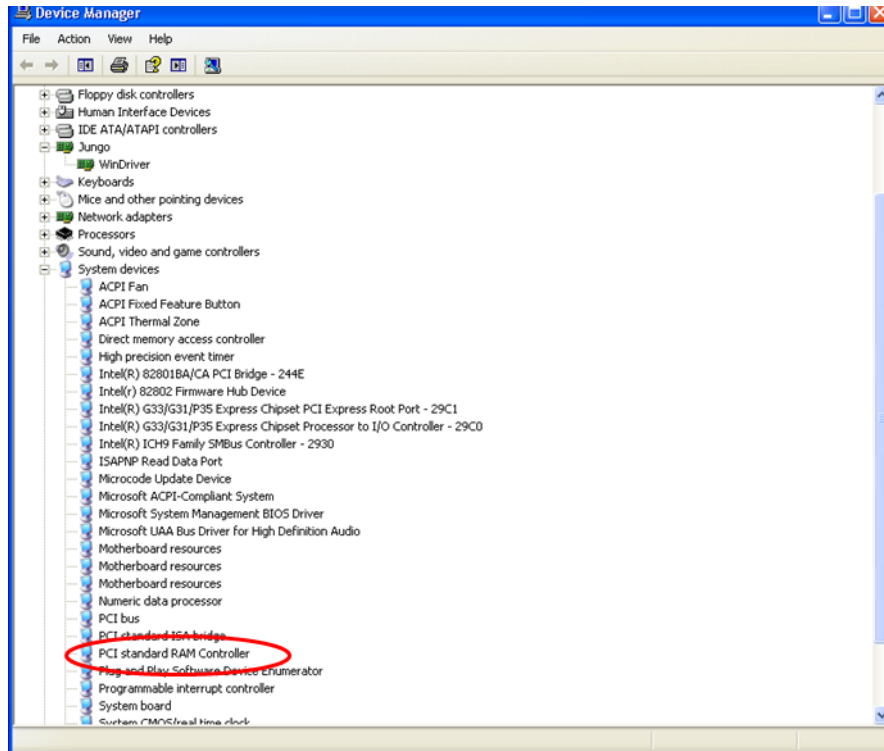 Device Manager
File Action View Help
Floppy disk controllers
Human Interface Devices
IDE ATA/ATAPI controllers
Jungo
WinDriver
Keyboards
Mice and other pointing devices
Network adapters
Processors
Sound, video and game controllers
System devices
ACPI Fan
ACPI Fixed Feature Button
ACPI Thermal Zone
Direct memory access controller
High precision event timer
Intel(R) 82801BA/CA PCI Bridge - 244E
Intel(r) 82802 Firmware Hub Device
Intel(R) G33/G31/P35 Express Chipset PCI Express Root Port - 29C1
Intel(R) G33/G31/P35 Express Chipset Processor to I/O Controller - 29C0
Intel(R) ICH9 Family SMBus Controller - 2930
ISAPNP Read Data Port
Microcode Update Device
Microsoft ACPI-Compliant System
Microsoft System Management BIOS Driver
Microsoft UAA Bus Driver for High Definition Audio
Motherboard resources
Motherboard resources
Motherboard resources
Numeric data processor
PCI bus
PCI standard ISA bridge
PCI standard RAM Controller
Plug and Play Software Device Enumerator
Programmable interrupt controller
System board
System CMOS/real time clock